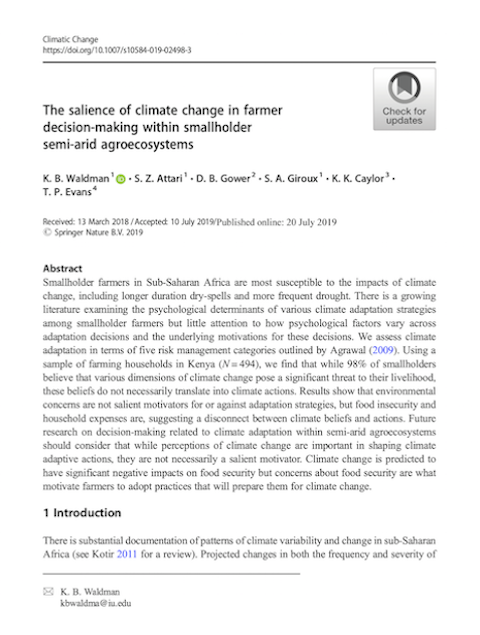 Climatic Change
https://doi.org/10.1007/s10584-019-02498-3
Check for
updates
The salience of climate change in farmer
decision-making within smallholder
semi-arid agroecosystems
K. B. Waldman 1 · S. Z. Attari 1 · D. B. Gower 2 · S. A. Giroux 1 · K. K. Caylor 3 ·
T. P. Evans 4
Received: 13 March 2018 / Accepted: 10 July 2019/Published online: 20 July 2019
© Springer Nature B.V. 2019
Abstract
Smallholder farmers in Sub-Saharan Africa are most susceptible to the impacts of climate
change, including longer duration dry-spells and more frequent drought. There is a growing
literature examining the psychological determinants of various climate adaptation strategies
among smallholder farmers but little attention to how psychological factors vary across
adaptation decisions and the underlying motivations for these decisions. We assess climate
adaptation in terms of five risk management categories outlined by Agrawal (2009). Using a
sample of farming households in Kenya (N = 494), we find that while 98% of smallholders
believe that various dimensions of climate change pose a significant threat to their livelihood,
these beliefs do not necessarily translate into climate actions. Results show that environmental
concerns are not salient motivators for or against adaptation strategies, but food insecurity and
household expenses are, suggesting a disconnect between climate beliefs and actions. Future
research on decision-making related to climate adaptation within semi-arid agroecosystems
should consider that while perceptions of climate change are important in shaping climate
adaptive actions, they are not necessarily a salient motivator. Climate change is predicted to
have significant negative impacts on food security but concerns about food security are what
motivate farmers to adopt practices that will prepare them for climate change.
1 Introduction
There is substantial documentation of patterns of climate variability and change in sub-Saharan
Africa (see Kotir 2011 for a review). Projected changes in both the frequency and severity of
K. B. Waldman
kbwaldma@iu.edu